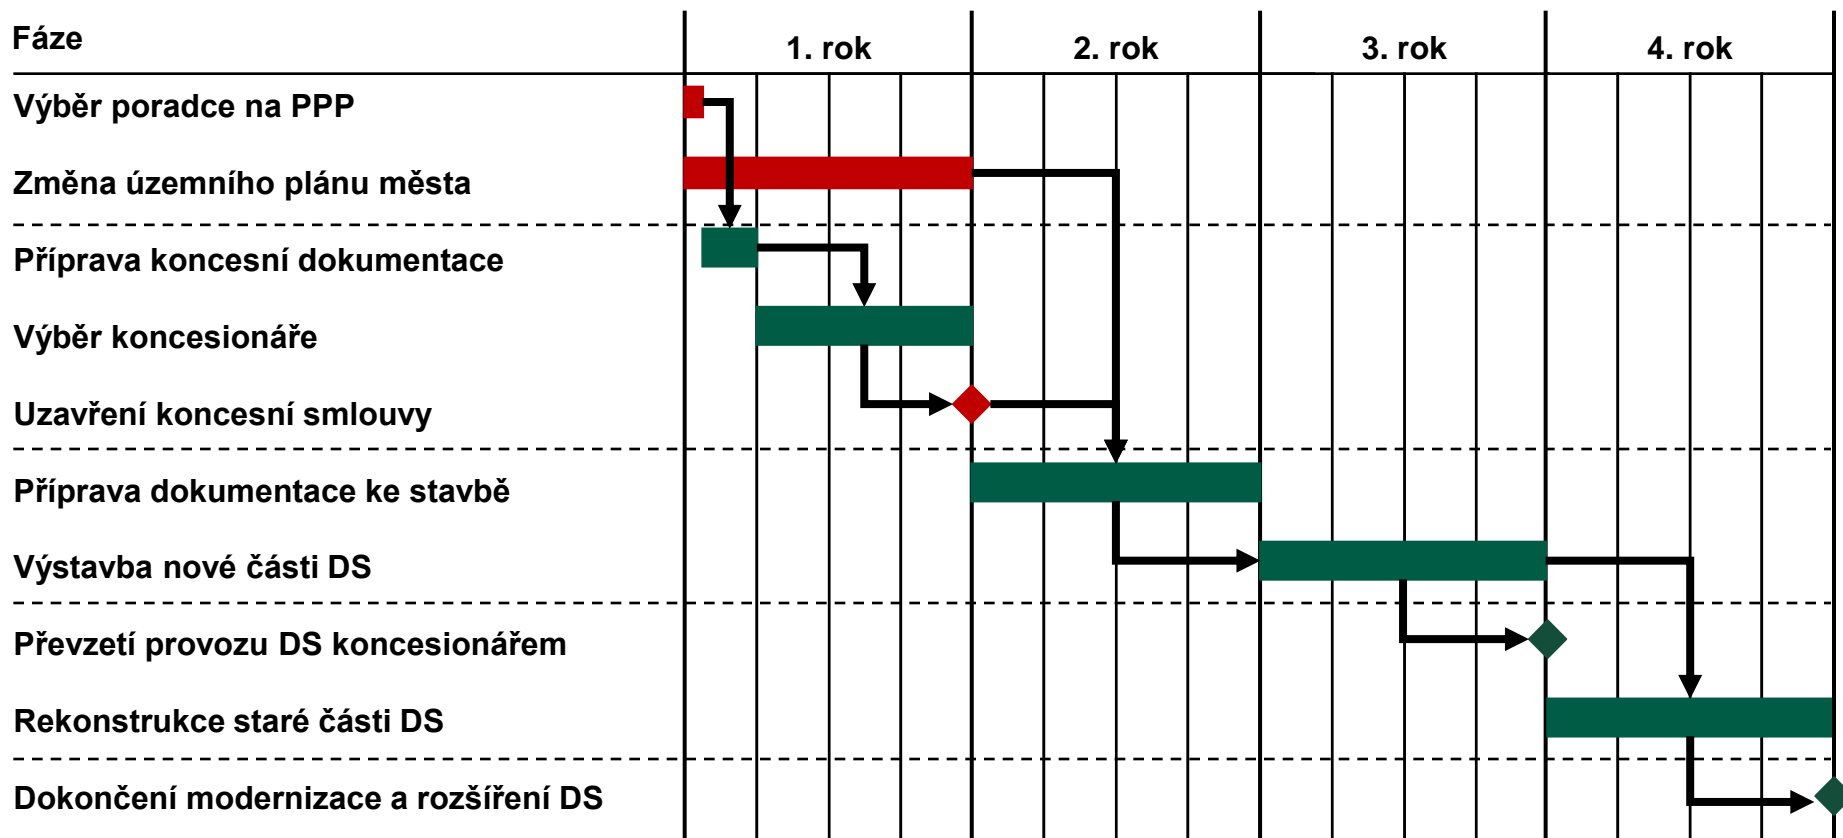 Fáze
1. rok
2. rok
3. rok
4. rok
Výběr poradce na PPP
Změna územního plánu města
Příprava koncesní dokumentace
Výběr koncesionáře
Uzavření koncesní smlouvy
Příprava dokumentace ke stavbě
Výstavba nové části DS
Převzetí provozu DS koncesionářem
Rekonstrukce staré části DS
Dokončení modernizace a rozšíření DS